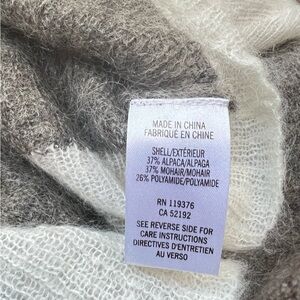 MADE IN CHINA
FABRIQUÉ EN CHINE
SHELL/EXTÉRIEUR
37% ALPACA/ALPAGA
37% MOHAIR/MOHAIR
26% POLYAMIDE/POLYAMIDE
RN 119376
CA 52192
SEE REVERSE SIDE FOR
CARE INSTRUCTIONS
DIRECTIVES D'ENTRETIEN
AU VERSO